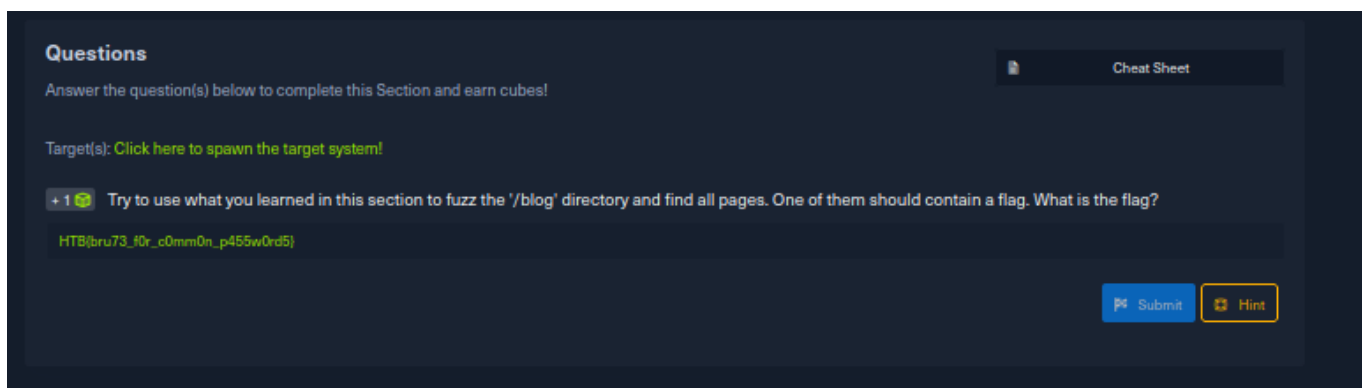 Questions
Cheat Sheet
Answer the question(s) below to complete this Section and earn cubes!
Target(s): Click here to spawn the target system!
+ 1 Try to use what you learned in this section to fuzz the '/blog' directory and find all pages. One of them should contain a flag. What is the flag?
HTB{bru73_f0r_c0mm0n_p455w0rd5}
Submit Hint